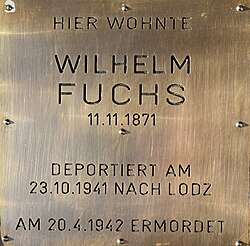 HIER WOHNTE
WILHELM
FUCHS
11.11.1871
DEPORTIERT AM
23.10.1941 NACH LODZ
AM 20.4.1942 ERMORDET